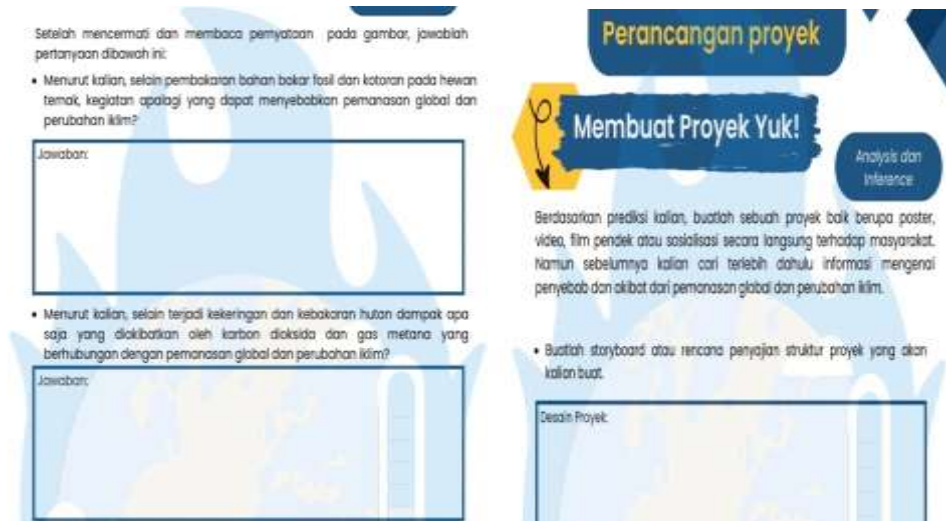 Setelah mencermati dan membaca pernyataan pada gambar, jawablah
pertanyaan dibawah ini:
• Menurut kalian, selain pembakaran bahan bakar fosil dan kotoran pada hewan
ternak, kegiatan apalagi yang dapat menyebabkan pemanasan global dan
perubahan iklim?
Jawaban:
• Menurut kalian, selain terjadi kekeringan dan kebakaran hutan dampak apa
saja yang diakibatkan oleh karbon dioksida dan gas metana yang
berhubungan dengan pemanasan global dan perubahan iklim?
Jawaban:
Perancangan proyek
Membuat Proyek Yuk!
Analysis dan
Inference
Berdasarkan prediksi kalian, buatlah sebuah proyek baik berupa poster,
video, film pendek atau sosialisasi secara langsung terhadap masyarakat.
Namun sebelumnya kalian cari terlebih dahulu informasi mengenai
penyebab dan akibat dari pemanasan global dan perubahan iklim.
• Buatlah storyboard atau rencana penyajian struktur proyek yang akan
kalian buat.
Desain Proyek: